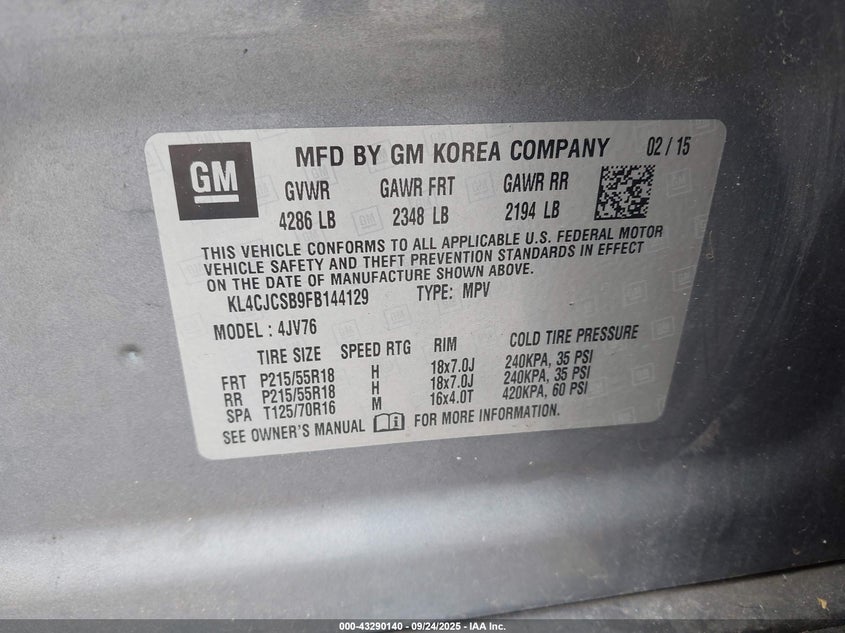 GM
MFD BY GM KOREA COMPANY 02 / 15
GVWR GAWR FRT GAWR RR
4286 LB 2348 LB 2194 LB
THIS VEHICLE CONFORMS TO ALL APPLICABLE U.S. FEDERAL MOTOR
VEHICLE SAFETY AND THEFT PREVENTION STANDARDS IN EFFECT
ON THE DATE OF MANUFACTURE SHOWN ABOVE.
KL4CJCSB9FB144129 TYPE: MPV
MODEL : 4JV76
TIRE SIZE SPEED RTG RIM COLD TIRE PRESSURE
FRT P215/55R18 H 18x7.0J 240KPA, 35 PSI
RR P215/55R18 H 18x7.0J 240KPA, 35 PSI
SPA T125/70R16 M 16x4.0T 420KPA, 60 PSI
SEE OWNER'S MANUAL FOR MORE INFORMATION.
000-43290140 - 09/24/2025 - IAA Inc.